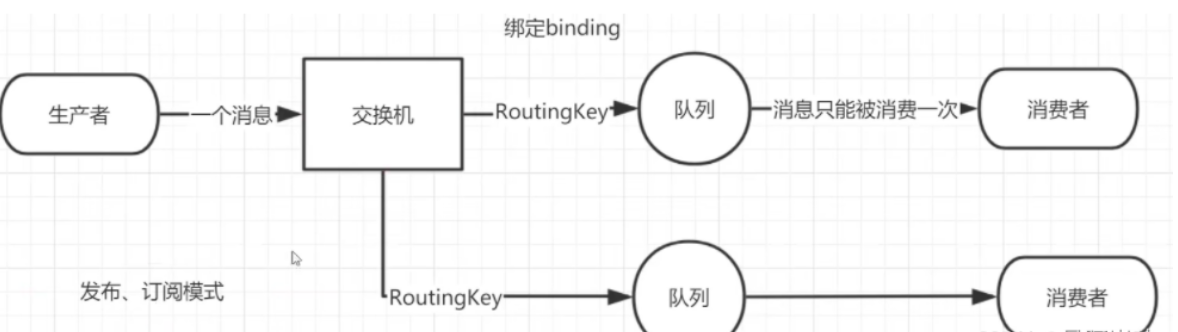 绑定binding
生产者
一个消息
交换机
RoutingKey
队列
消息只能被消费一次
消费者
发布、订阅模式
RoutingKey
队列
消费者